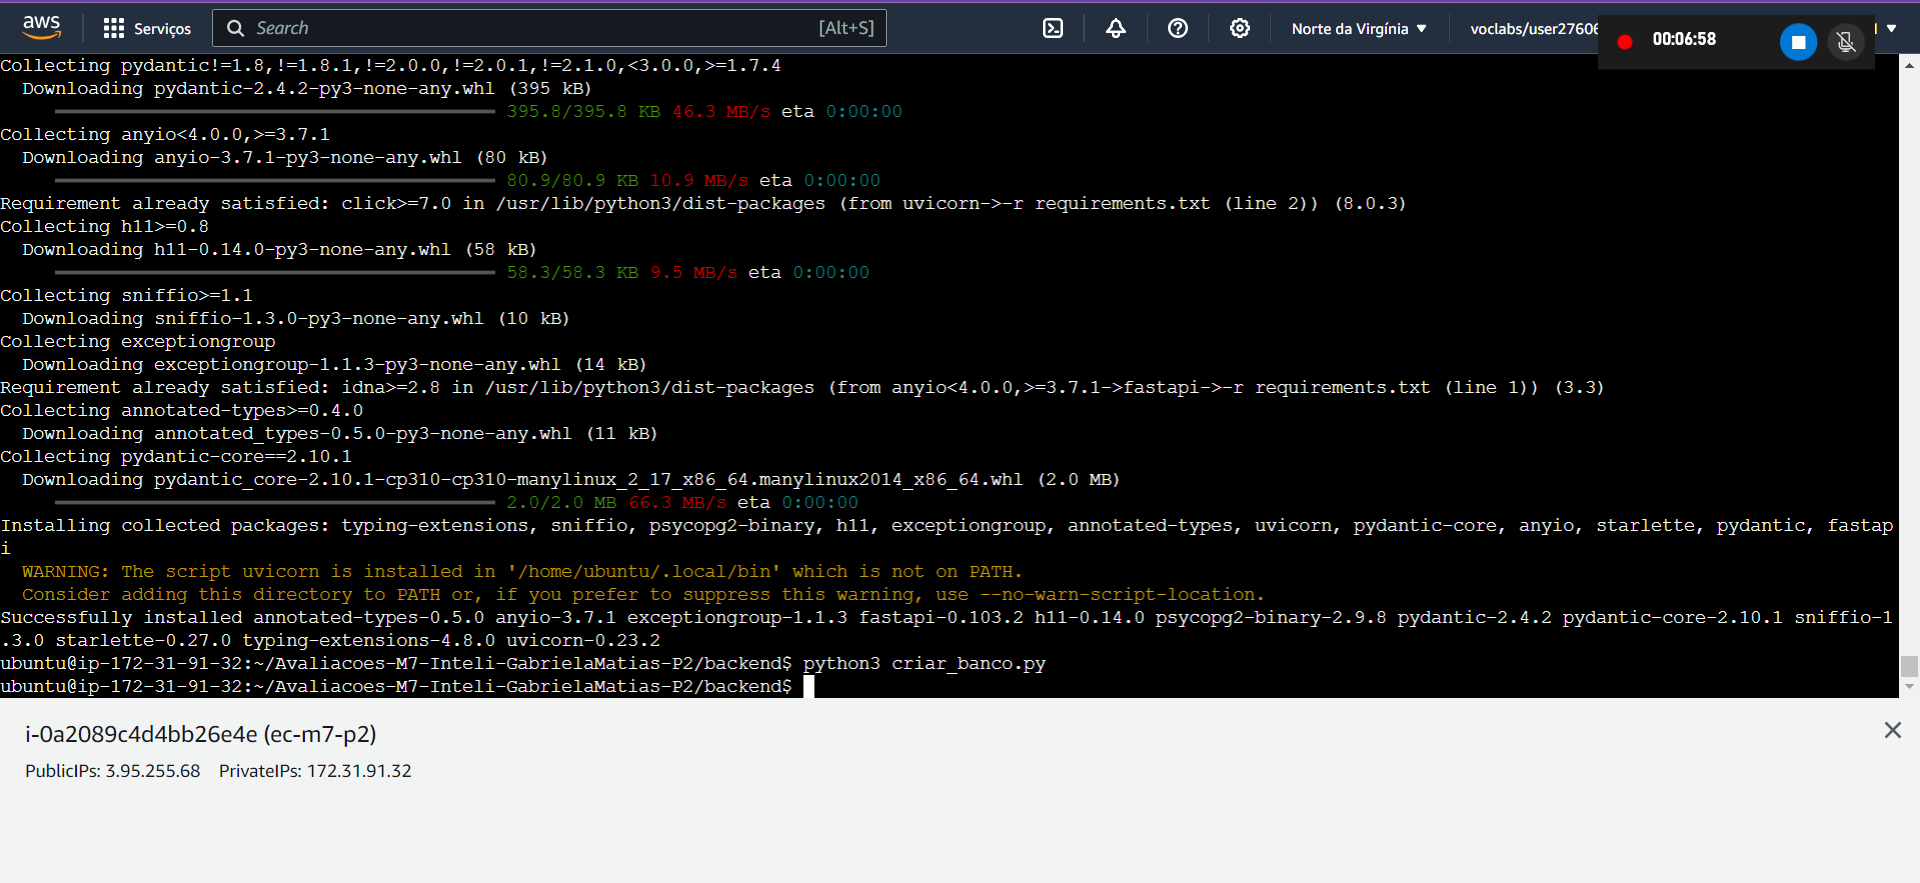 aws
Serviços
Search
[Alt+S]
Norte da Virgínia
voclabs/user2760
00:06:58
Collecting pydantic!=1.8,!=1.8.1,!=2.0.0,!=2.0.1,!=2.1.0,<3.0.0,>=1.7.4
Downloading pydantic-2.4.2-py3-none-any.whl (395 kB)
395.8/395.8 KB 46.3 MB/s eta 0:00:00
Collecting anyio<4.0.0,>=3.7.1
Downloading anyio-3.7.1-py3-none-any.whl (80 kB)
80.9/80.9 KB 10.9 MB/s eta 0:00:00
Requirement already satisfied: click>=7.0 in /usr/lib/python3/dist-packages (from uvicorn->-r requirements.txt (line 2)) (8.0.3)
Collecting h11>=0.8
Downloading h11-0.14.0-py3-none-any.whl (58 kB)
58.3/58.3 KB 9.5 MB/s eta 0:00:00
Collecting sniffio>=1.1
Downloading sniffio-1.3.0-py3-none-any.whl (10 kB)
Collecting exceptiongroup
Downloading exceptiongroup-1.1.3-py3-none-any.whl (14 kB)
Requirement already satisfied: idna>=2.8 in /usr/lib/python3/dist-packages (from anyio<4.0.0,>=3.7.1->fastapi->-r requirements.txt (line 1)) (3.3)
Collecting annotated-types>=0.4.0
Downloading annotated_types-0.5.0-py3-none-any.whl (11 kB)
Collecting pydantic-core==2.10.1
Downloading pydantic_core-2.10.1-cp310-cp310-manylinux_2_17_x86_64.manylinux2014_x86_64.whl (2.0 MB)
2.0/2.0 MB 66.3 MB/s eta 0:00:00
Installing collected packages: typing-extensions, sniffio, psycopg2-binary, h11, exceptiongroup, annotated-types, uvicorn, pydantic-core, anyio, starlette, pydantic, fastap
i
WARNING: The script uvicorn is installed in '/home/ubuntu/.local/bin' which is not on PATH.
Consider adding this directory to PATH or, if you prefer to suppress this warning, use --no-warn-script-location.
Successfully installed annotated-types-0.5.0 anyio-3.7.1 exceptiongroup-1.1.3 fastapi-0.103.2 h11-0.14.0 psycopg2-binary-2.9.8 pydantic-2.4.2 pydantic-core-2.10.1 sniffio-1
.3.0 starlette-0.27.0 typing-extensions-4.8.0 uvicorn-0.23.2
ubuntu@ip-172-31-91-32:~/Avaliacoes-M7-Inteli-GabrielaMatias-P2/backend$ python3 criar_banco.py
ubuntu@ip-172-31-91-32:~/Avaliacoes-M7-Inteli-GabrielaMatias-P2/backend$
i-0a2089c4d4bb26e4e (ec-m7-p2)
PublicIPs: 3.95.255.68 PrivateIPs: 172.31.91.32